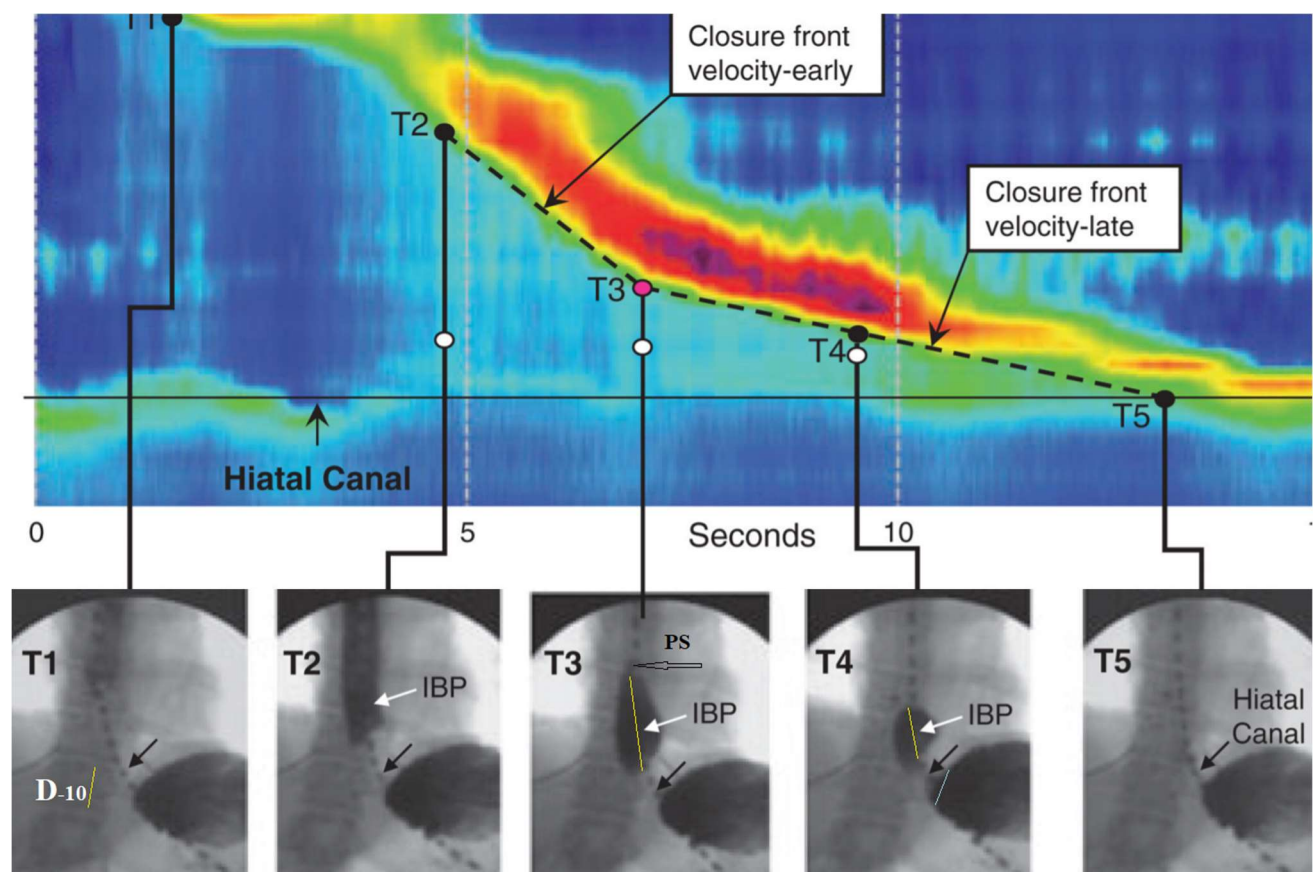 T1
Closure front
velocity-early
T2
Closure front
velocity-late
T3
T4
T5
Hiatal Canal
0
5
Seconds
10
T1
D-10
T2
IBP
T3
PS
IBP
T4
IBP
T5
Hiatal
Canal